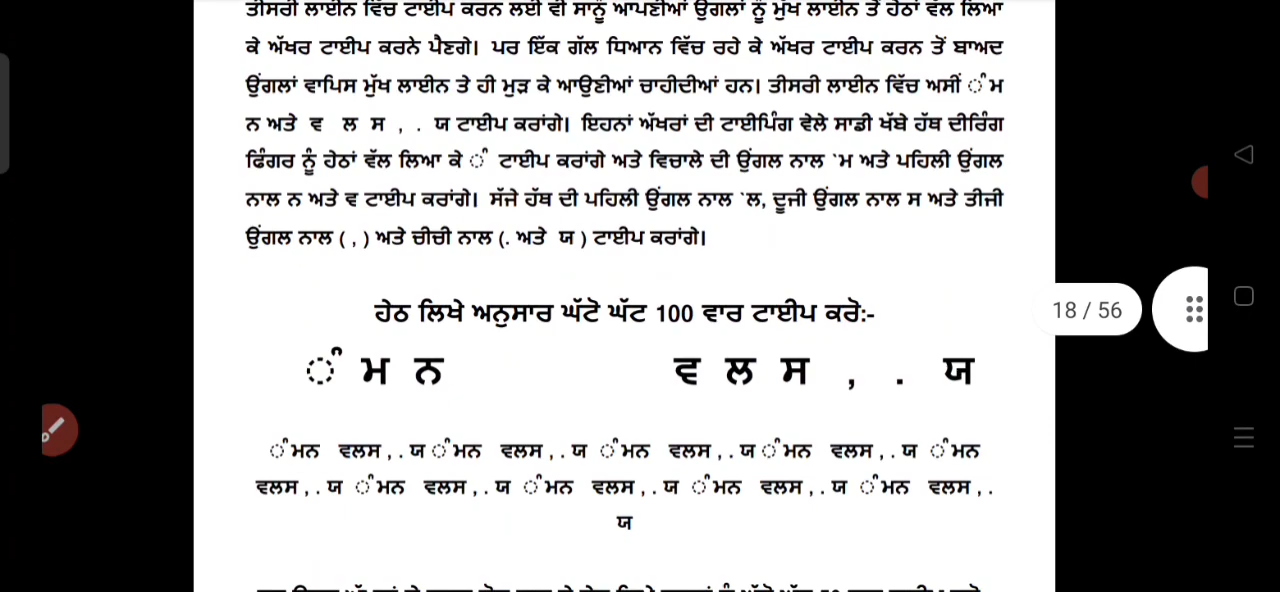 ਤੀਸਰੀ ਲਾਈਨ ਵਿੱਚ ਟਾਈਪ ਕਰਨ ਲਈ ਵੀ ਸਾਨੂੰ ਆਪਣੀਆਂ ਉਂਗਲਾਂ ਨੂੰ ਮੁੱਖ ਲਾਈਨ ਤੋਂ ਹੇਠਾਂ ਵੱਲ ਲਿਆ
ਕੇ ਅੱਖਰ ਟਾਈਪ ਕਰਨੇ ਪੈਣਗੇ। ਪਰ ਇੱਕ ਗੱਲ ਧਿਆਨ ਵਿੱਚ ਰਹੇ ਕੇ ਅੱਖਰ ਟਾਈਪ ਕਰਨ ਤੋਂ ਬਾਅਦ
ਉਂਗਲਾਂ ਵਾਪਿਸ ਮੁੱਖ ਲਾਈਨ ਤੇ ਹੀ ਮੁੜ ਕੇ ਆਉਣੀਆਂ ਚਾਹੀਦੀਆਂ ਹਨ। ਤੀਸਰੀ ਲਾਈਨ ਵਿੱਚ ਅਸੀਂ ੰ ਮ
ਨ ਅਤੇ ਵ ਲ ਸ , . ਯ ਟਾਈਪ ਕਰਾਂਗੇ। ਇਹਨਾਂ ਅੱਖਰਾਂ ਦੀ ਟਾਈਪਿੰਗ ਵੇਲੇ ਸਾਡੀ ਖੱਬੇ ਹੱਥ ਦੀਰਿੰਗ
ਫਿੰਗਰ ਨੂੰ ਹੇਠਾਂ ਵੱਲ ਲਿਆ ਕੇ ੰ ਟਾਈਪ ਕਰਾਂਗੇ ਅਤੇ ਵਿਚਾਲੇ ਦੀ ਉਂਗਲ ਨਾਲ `ਮ ਅਤੇ ਪਹਿਲੀ ਉਂਗਲ
ਨਾਲ ਨ ਅਤੇ ਵ ਟਾਈਪ ਕਰਾਂਗੇ। ਸੱਜੇ ਹੱਥ ਦੀ ਪਹਿਲੀ ਉਂਗਲ ਨਾਲ `ਲ, ਦੂਜੀ ਉਂਗਲ ਨਾਲ ਸ ਅਤੇ ਤੀਜੀ
ਉਂਗਲ ਨਾਲ ( , ) ਅਤੇ ਚੀਚੀ ਨਾਲ (. ਅਤੇ ਯ ) ਟਾਈਪ ਕਰਾਂਗੇ।
ਹੇਠ ਲਿਖੇ ਅਨੁਸਾਰ ਘੱਟੋ ਘੱਟ 100 ਵਾਰ ਟਾਈਪ ਕਰੋ:-
18 / 56
ੰ ਮ ਨ ਵ ਲ ਸ , . ਯ
ੰਮਨ ਵਲਸ , . ਯ ੰਮਨ ਵਲਸ , . ਯ ੰਮਨ ਵਲਸ , . ਯ ੰਮਨ ਵਲਸ , . ਯ ੰਮਨ
ਵਲਸ , . ਯ ੰਮਨ ਵਲਸ , . ਯ ੰਮਨ ਵਲਸ , . ਯ ੰਮਨ ਵਲਸ , . ਯ ੰਮਨ ਵਲਸ , .
ਯ